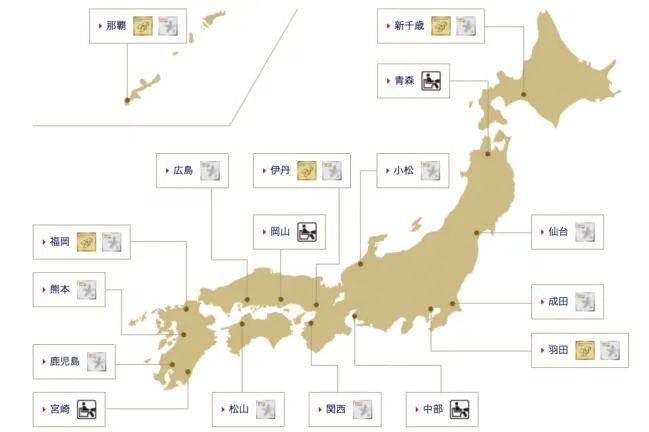 那覇
新千歳
青森
広島
伊丹
小松
岡山
福岡
仙台
熊本
成田
鹿児島
羽田
宮崎
松山
関西
中部